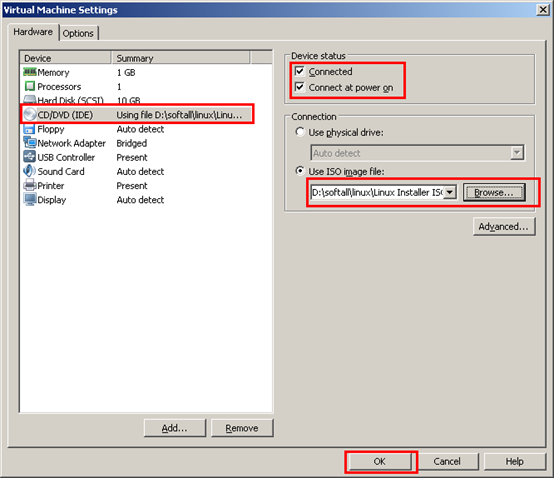 Virtual Machine Settings
Hardware Options
Device Summary
Memory 1 GB
Processors 1
Hard Disk (SCSI) 10 GB
CD/DVD (IDE) Using file D:\softall\linux\Linu...
Floppy Auto detect
Network Adapter Bridged
USB Controller Present
Sound Card Auto detect
Printer Present
Display Auto detect
Add... Remove
Device status
Connected
Connect at power on
Connection
Use physical drive:
Auto detect
Use ISO image file:
D:\softall\linux\Linux Installer ISO Browse...
Advanced...
OK Cancel Help